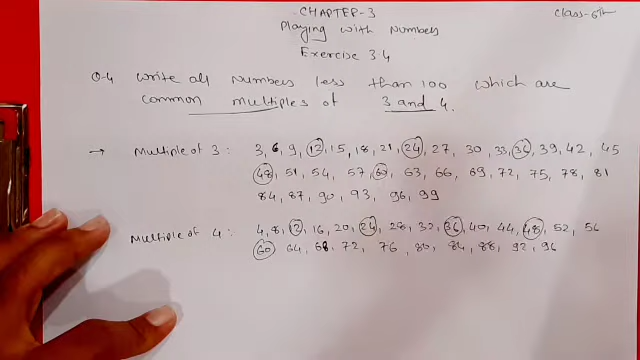 CHAPTER-3
Class-6th
Playing with Numbers
Exercise 3.4
Q-4 Write all Numbers less than 100 which are
common multiples of 3 and 4.
→ Multiple of 3 : 3, 6, 9, 12, 15, 18, 21, 24, 27, 30, 33, 36, 39, 42, 45
48, 51, 54, 57, 60, 63, 66, 69, 72, 75, 78, 81
84, 87, 90, 93, 96, 99
Multiple of 4 : 4, 8, 12, 16, 20, 24, 28, 32, 36, 40, 44, 48, 52, 56
60 64, 68, 72, 76, 80, 84, 88, 92, 96